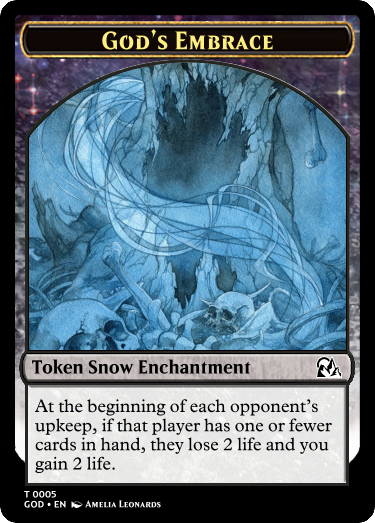 God's Embrace
Token Snow Enchantment
At the beginning of each opponent's
upkeep, if that player has one or fewer
cards in hand, they lose 2 life and you
gain 2 life.
T 0005
GOD • EN Amelia Leonards